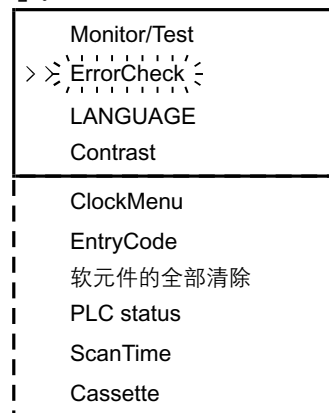 Monitor/Test
ErrorCheck
LANGUAGE
Contrast
ClockMenu
EntryCode
软元件的全部清除
PLC status
ScanTime
Cassette